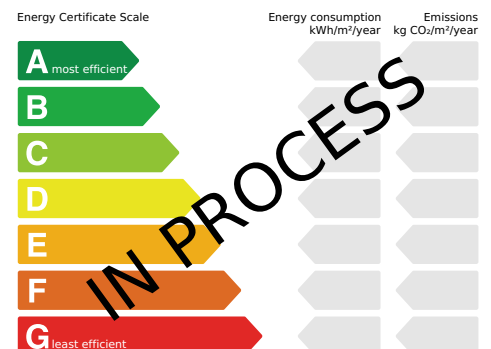 Energy Certificate Scale
Energy consumption
kWh/m²/year
Emissions
kg CO₂/m²/year
A most efficient
B
C
D
E
F
G least efficient
IN PROCESS